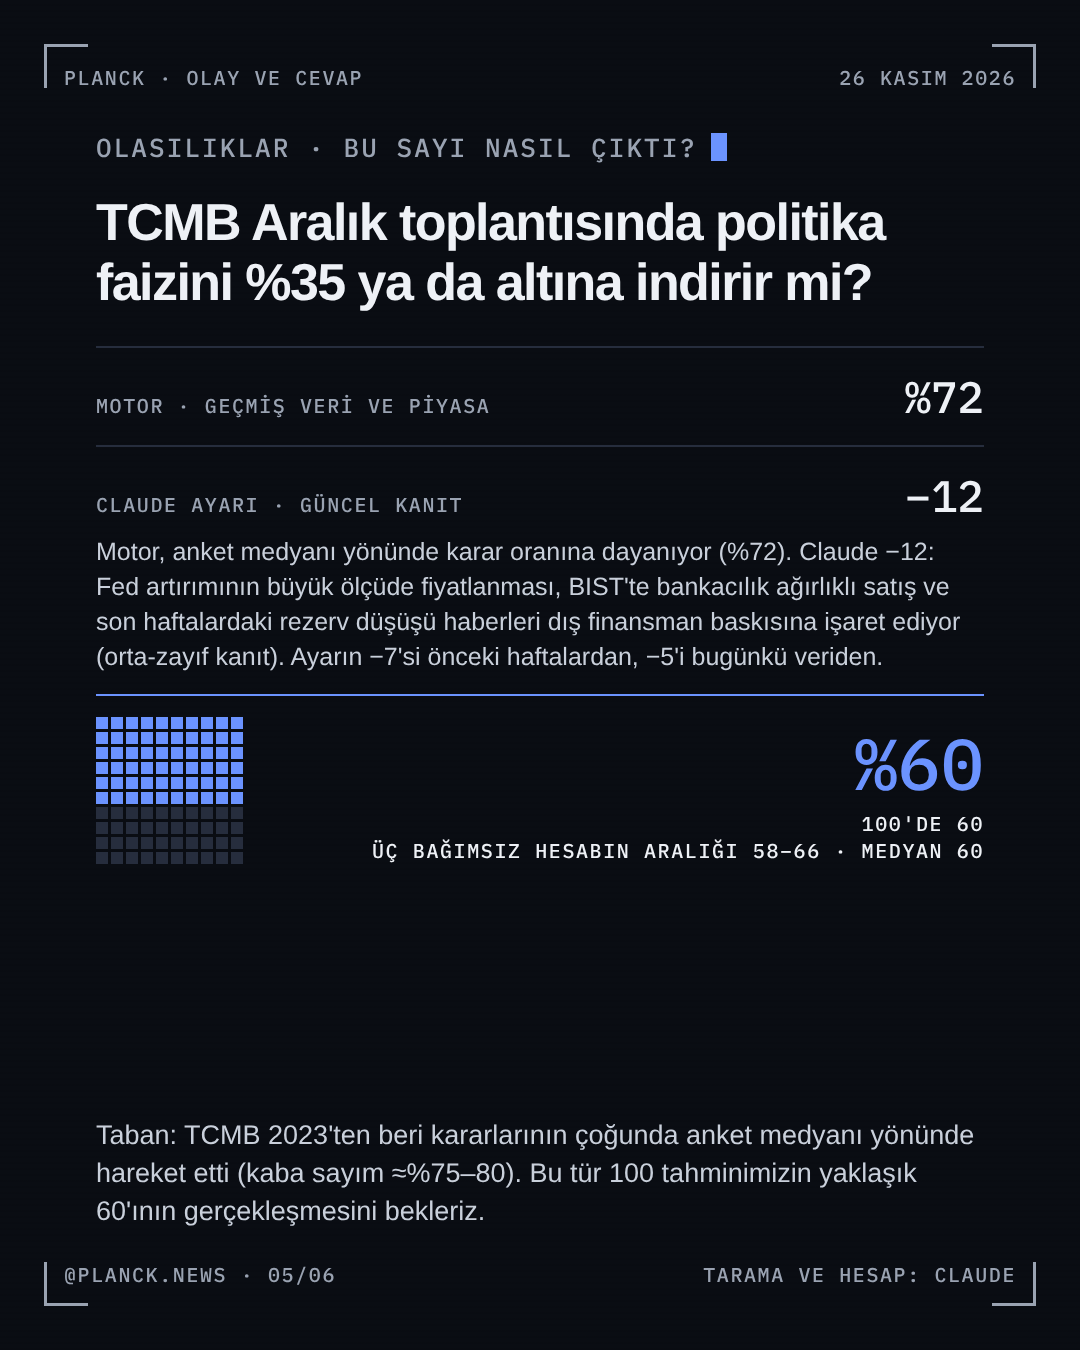 PLANCK · OLAY VE CEVAP
26 KASIM 2026
OLASILIKLAR · BU SAYI NASIL ÇIKTI?
TCMB Aralık toplantısında politika
faizini %35 ya da altına indirir mi?
MOTOR · GEÇMİŞ VERİ VE PİYASA
%72
CLAUDE AYARI · GÜNCEL KANIT
−12
Motor, anket medyanı yönünde karar oranına dayanıyor (%72). Claude −12:
Fed artırımının büyük ölçüde fiyatlanması, BIST'te bankacılık ağırlıklı satış ve
son haftalardaki rezerv düşüşü haberleri dış finansman baskısına işaret ediyor
(orta-zayıf kanıt). Ayarın −7'si önceki haftalardan, −5'i bugünkü veriden.
%60
100'DE 60
ÜÇ BAĞIMSIZ HESABIN ARALIĞI 58–66 · MEDYAN 60
Taban: TCMB 2023'ten beri kararlarının çoğunda anket medyanı yönünde
hareket etti (kaba sayım ≈%75–80). Bu tür 100 tahminimizin yaklaşık
60'ının gerçekleşmesini bekleriz.
@PLANCK.NEWS · 05/06
TARAMA VE HESAP: CLAUDE